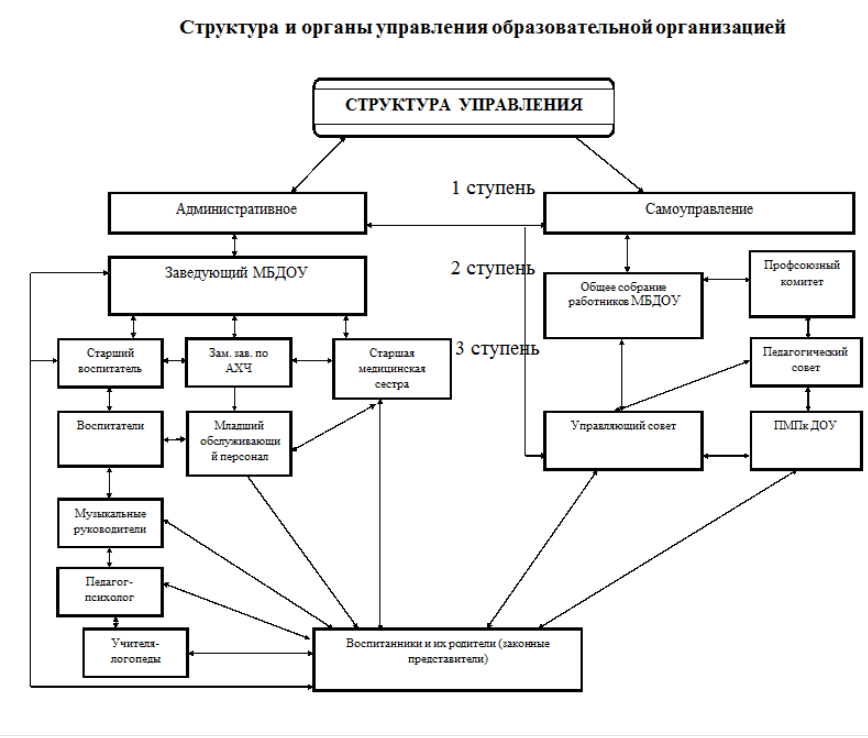 Структура и органы управления образовательной организацией
СТРУКТУРА УПРАВЛЕНИЯ
1 ступень
Административное
Самоуправление
2 ступень
Заведующий МБДОУ
Общее собрание
работников МБДОУ
Профсоюзный
комитет
3 ступень
Старший
воспитатель
Зам. зав. по
АХЧ
Старшая
медицинская
сестра
Педагогический
совет
Воспитатели
Младший
обслуживающи
й персонал
Управляющий совет
ПМПк ДОУ
Музыкальные
руководители
Педагог-
психолог
Учителя-
логопеды
Воспитанники и их родители (законные
представители)